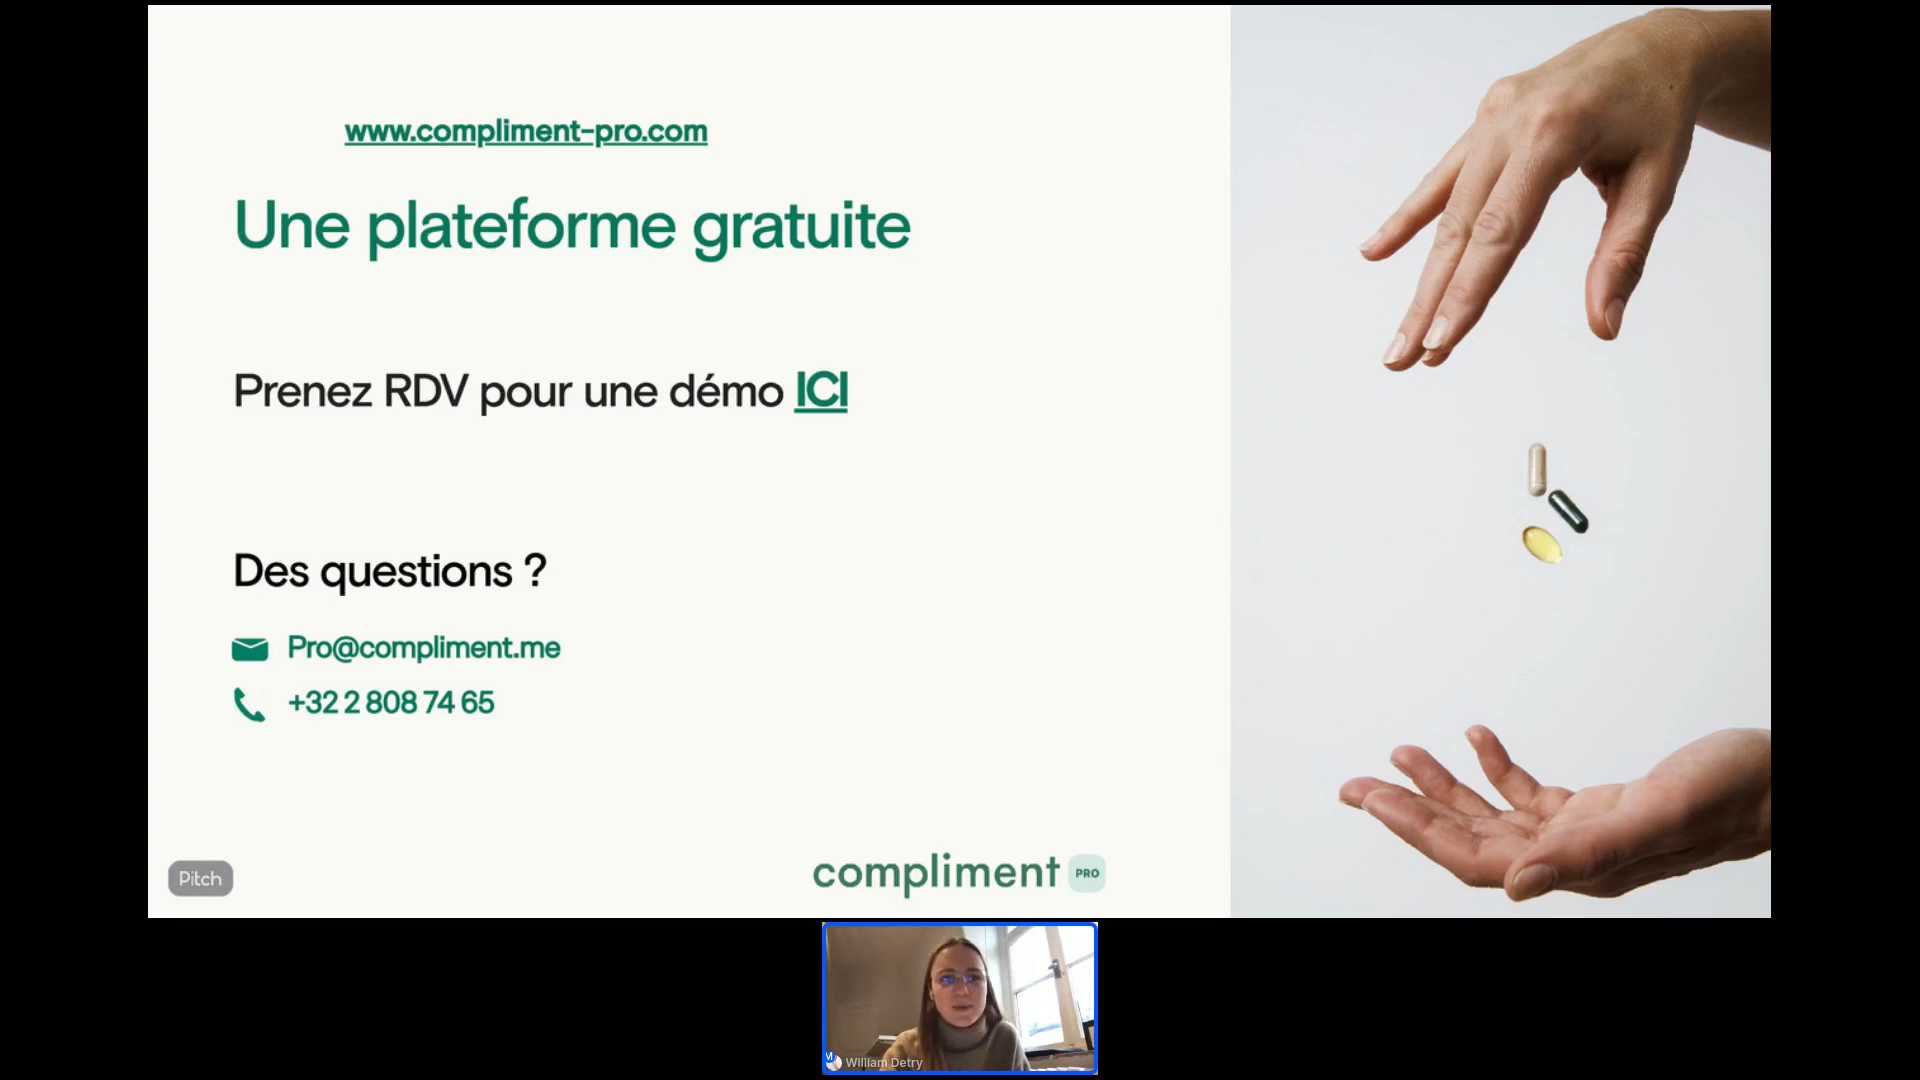 www.compliment-pro.com
Une plateforme gratuite
Prenez RDV pour une démo ICI
Des questions ?
Pro@compliment.me
+32 2 808 74 65
Pitch
compliment PRO
M
William Detry